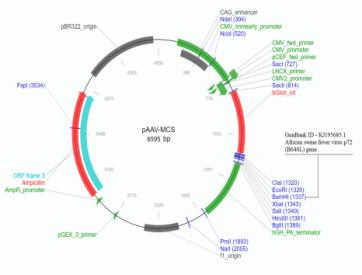 pBR322_origin
CAG_enhancer
NdeI (394)
CMV_immearly_promoter
NcoI (520)
CMV_fwd_primer
CMV_promoter
pCEP_fwd_primer
SacI (727)
LNCX_primer
CMV2_promoter
SacII (814)
bGlob_int
FspI (3534)
pAAV-MCS
6595 bp
GenBank ID - KJ195685.1
African swine fever virus p72
(B646L) gene
ClaI (1320)
EcoRI (1326)
BamHI (1337)
XbaI (1343)
SalI (1349)
HindIII (1361)
BglII (1389)
hGH_PA_terminator
ORF frame 3
Ampicillin
AmpR_promoter
pGEX_3_primer
PmlI (1893)
NarI (2055)
f1_origin